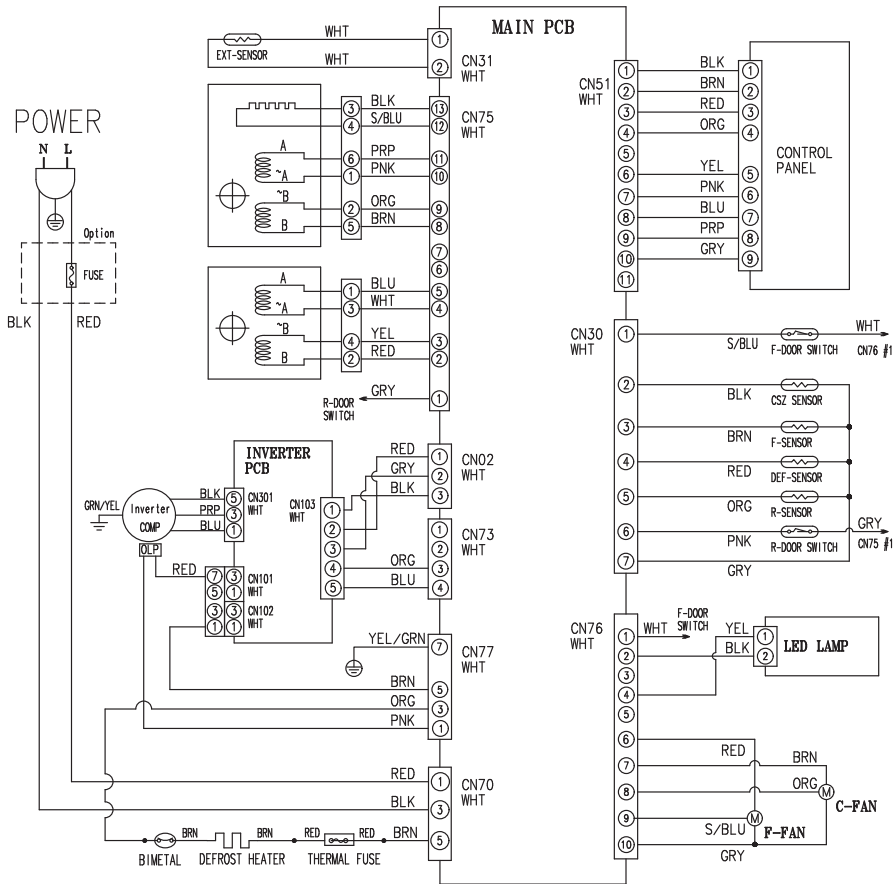 MAIN PCB
WHT
EXT-SENSOR
WHT
1
2
CN31
WHT
BLK
S/BLU
3
4
13
12
CN75
WHT
A
~A
~B
B
PRP
PNK
ORG
BRN
6
1
2
5
11
10
9
8
7
6
A
~A
~B
B
BLU
WHT
YEL
RED
1
3
4
2
5
4
3
2
GRY
R-DOOR
SWITCH
1
POWER
N L
Option
FUSE
BLK
RED
INVERTER
PCB
GRN/YEL
Inverter
COMP
OLP
BLK
PRP
BLU
5
3
1
CN301
WHT
CN103
WHT
1
2
3
4
5
RED
GRY
BLK
1
2
3
CN02
WHT
ORG
BLU
1
2
3
4
CN73
WHT
RED
7
5
3
1
3
1
3
1
CN101
WHT
CN102
WHT
YEL/GRN
BRN
ORG
PNK
7
5
3
1
CN77
WHT
RED
BLK
BRN
1
3
5
CN70
WHT
BRN
BRN
RED
RED
BIMETAL
DEFROST HEATER
THERMAL FUSE
CN51
WHT
1
2
3
4
5
6
7
8
9
10
11
BLK
BRN
RED
ORG
YEL
PNK
BLU
PRP
GRY
1
2
3
4
5
6
7
8
9
CONTROL
PANEL
CN30
WHT
1
2
3
4
5
6
7
S/BLU
F-DOOR SWITCH
WHT
CN76 #1
BLK
CSZ SENSOR
BRN
F-SENSOR
RED
DEF-SENSOR
ORG
R-SENSOR
PNK
R-DOOR SWITCH
GRY
CN75 #1
GRY
CN76
WHT
1
2
3
4
5
6
7
8
9
10
WHT
F-DOOR
SWITCH
YEL
BLK
1
2
LED LAMP
RED
BRN
ORG
M
C-FAN
S/BLU
M
F-FAN
GRY